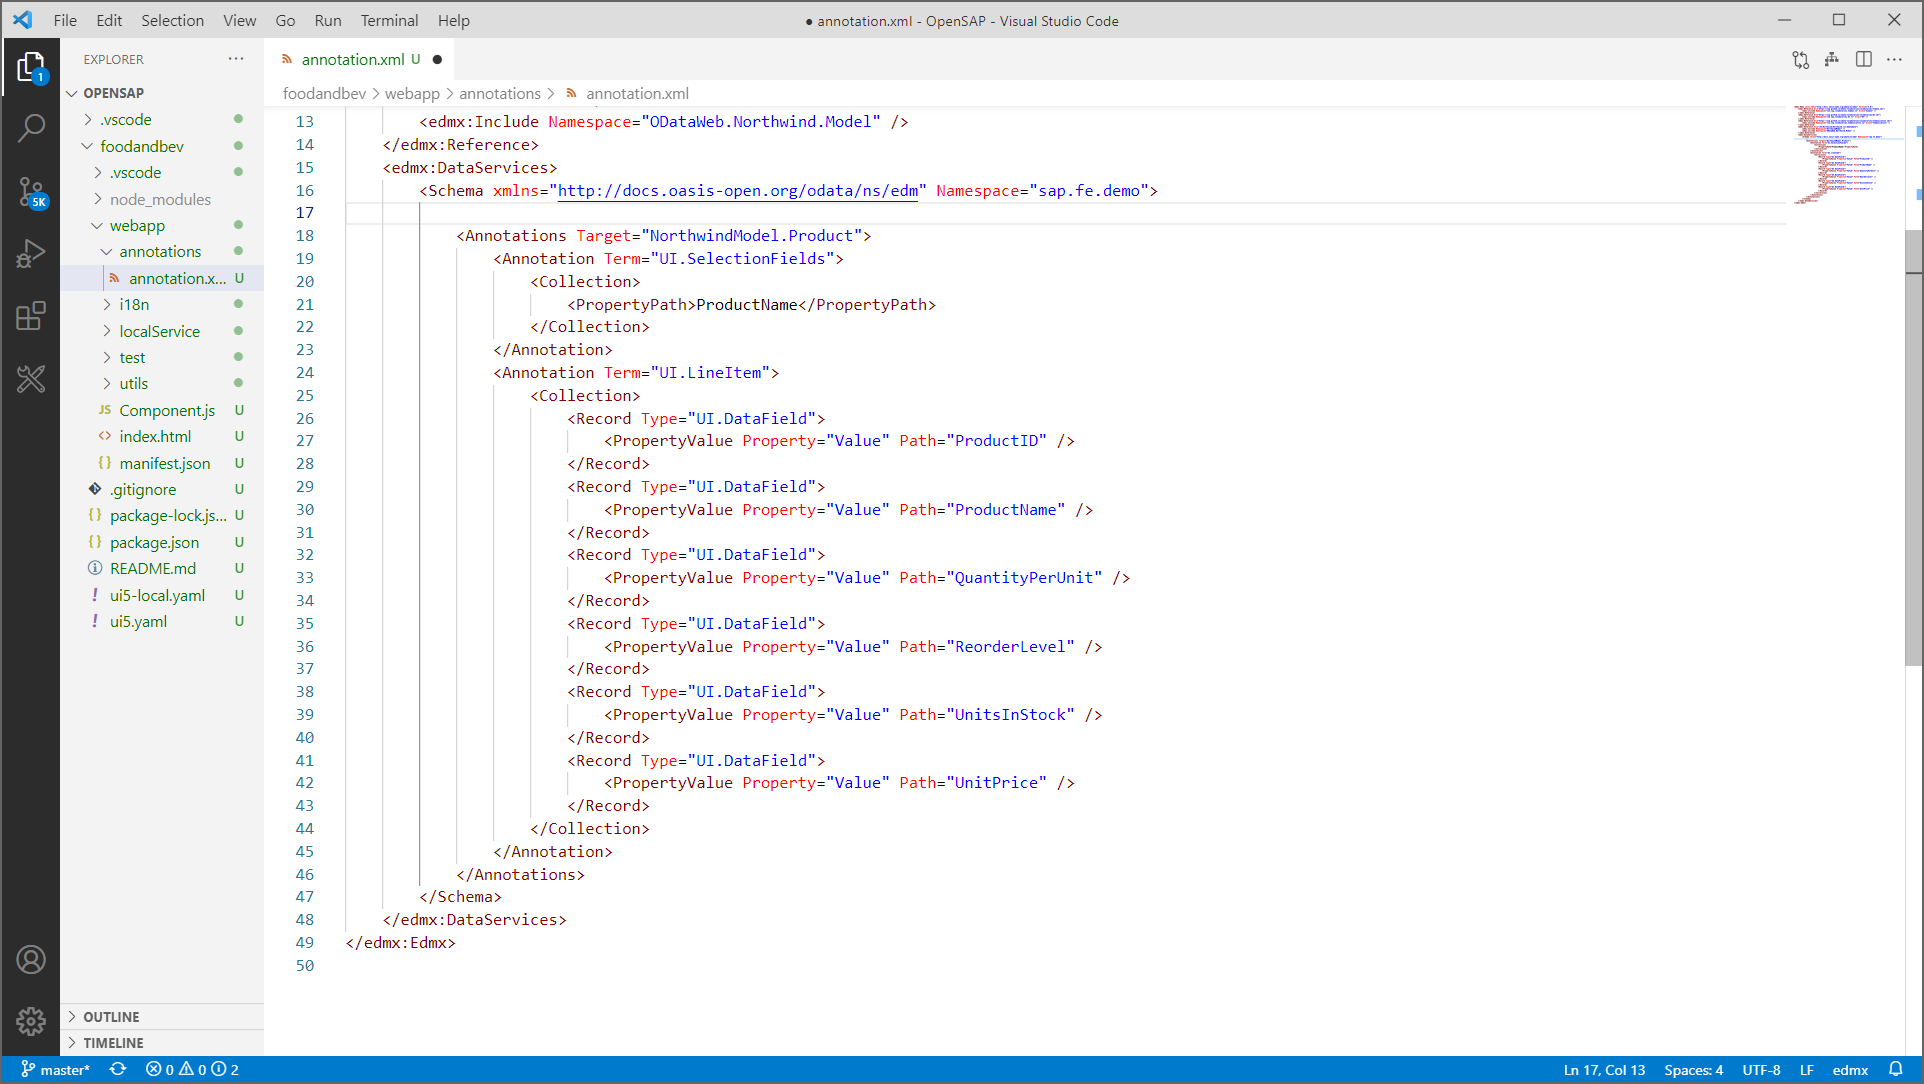 File Edit Selection View Go Run Terminal Help
● annotation.xml - OpenSAP - Visual Studio Code
EXPLORER
OPENSAP
.vscode
foodandbev
.vscode
node_modules
webapp
annotations
annotation.x... U
i18n
localService
test
utils
JS Component.js U
<> index.html U
{} manifest.json U
.gitignore U
{} package-lock.js... U
{} package.json U
README.md U
! ui5-local.yaml U
! ui5.yaml U
OUTLINE
TIMELINE
1
5K
annotation.xml U ●
foodandbev > webapp > annotations > annotation.xml
13 <edmx:Include Namespace="ODataWeb.Northwind.Model" />
14 </edmx:Reference>
15 <edmx:DataServices>
16 <Schema xmlns="http://docs.oasis-open.org/odata/ns/edm" Namespace="sap.fe.demo">
17
18 <Annotations Target="NorthwindModel.Product">
19 <Annotation Term="UI.SelectionFields">
20 <Collection>
21 <PropertyPath>ProductName</PropertyPath>
22 </Collection>
23 </Annotation>
24 <Annotation Term="UI.LineItem">
25 <Collection>
26 <Record Type="UI.DataField">
27 <PropertyValue Property="Value" Path="ProductID" />
28 </Record>
29 <Record Type="UI.DataField">
30 <PropertyValue Property="Value" Path="ProductName" />
31 </Record>
32 <Record Type="UI.DataField">
33 <PropertyValue Property="Value" Path="QuantityPerUnit" />
34 </Record>
35 <Record Type="UI.DataField">
36 <PropertyValue Property="Value" Path="ReorderLevel" />
37 </Record>
38 <Record Type="UI.DataField">
39 <PropertyValue Property="Value" Path="UnitsInStock" />
40 </Record>
41 <Record Type="UI.DataField">
42 <PropertyValue Property="Value" Path="UnitPrice" />
43 </Record>
44 </Collection>
45 </Annotation>
46 </Annotations>
47 </Schema>
48 </edmx:DataServices>
49 </edmx:Edmx>
50
master* 0 0 2 Ln 17, Col 13 Spaces: 4 UTF-8 LF edmx